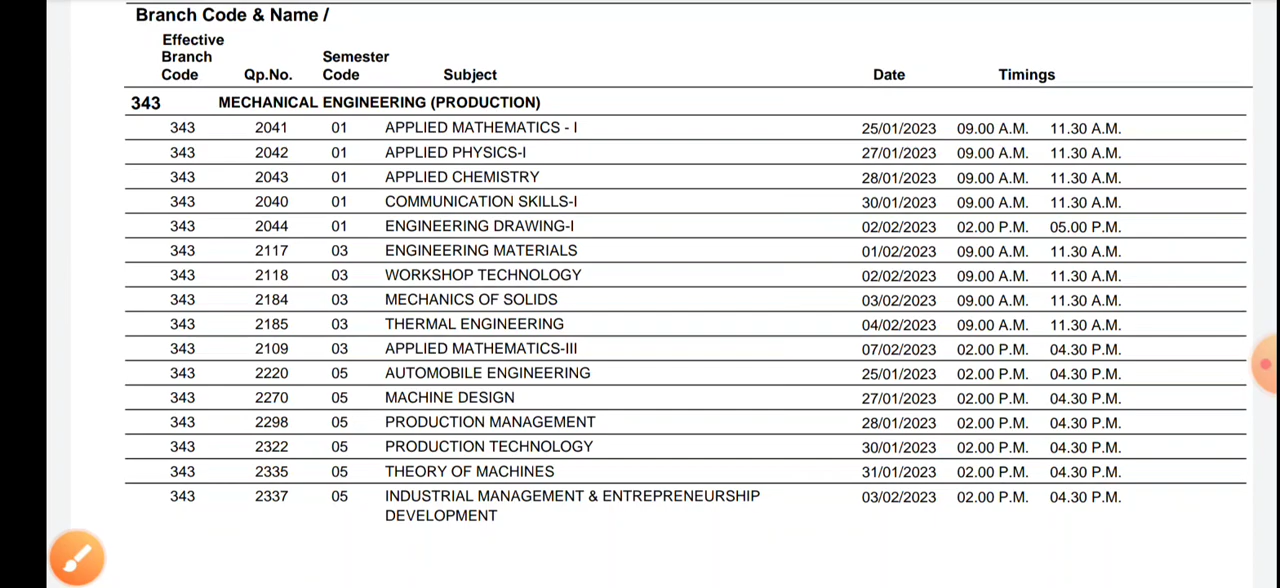 Branch Code & Name /
Effective Branch Code Qp.No. Semester Code Subject Date Timings
343 MECHANICAL ENGINEERING (PRODUCTION)
343 2041 01 APPLIED MATHEMATICS - I 25/01/2023 09.00 A.M. 11.30 A.M.
343 2042 01 APPLIED PHYSICS-I 27/01/2023 09.00 A.M. 11.30 A.M.
343 2043 01 APPLIED CHEMISTRY 28/01/2023 09.00 A.M. 11.30 A.M.
343 2040 01 COMMUNICATION SKILLS-I 30/01/2023 09.00 A.M. 11.30 A.M.
343 2044 01 ENGINEERING DRAWING-I 02/02/2023 02.00 P.M. 05.00 P.M.
343 2117 03 ENGINEERING MATERIALS 01/02/2023 09.00 A.M. 11.30 A.M.
343 2118 03 WORKSHOP TECHNOLOGY 02/02/2023 09.00 A.M. 11.30 A.M.
343 2184 03 MECHANICS OF SOLIDS 03/02/2023 09.00 A.M. 11.30 A.M.
343 2185 03 THERMAL ENGINEERING 04/02/2023 09.00 A.M. 11.30 A.M.
343 2109 03 APPLIED MATHEMATICS-III 07/02/2023 02.00 P.M. 04.30 P.M.
343 2220 05 AUTOMOBILE ENGINEERING 25/01/2023 02.00 P.M. 04.30 P.M.
343 2270 05 MACHINE DESIGN 27/01/2023 02.00 P.M. 04.30 P.M.
343 2298 05 PRODUCTION MANAGEMENT 28/01/2023 02.00 P.M. 04.30 P.M.
343 2322 05 PRODUCTION TECHNOLOGY 30/01/2023 02.00 P.M. 04.30 P.M.
343 2335 05 THEORY OF MACHINES 31/01/2023 02.00 P.M. 04.30 P.M.
343 2337 05 INDUSTRIAL MANAGEMENT & ENTREPRENEURSHIP 03/02/2023 02.00 P.M. 04.30 P.M.
DEVELOPMENT